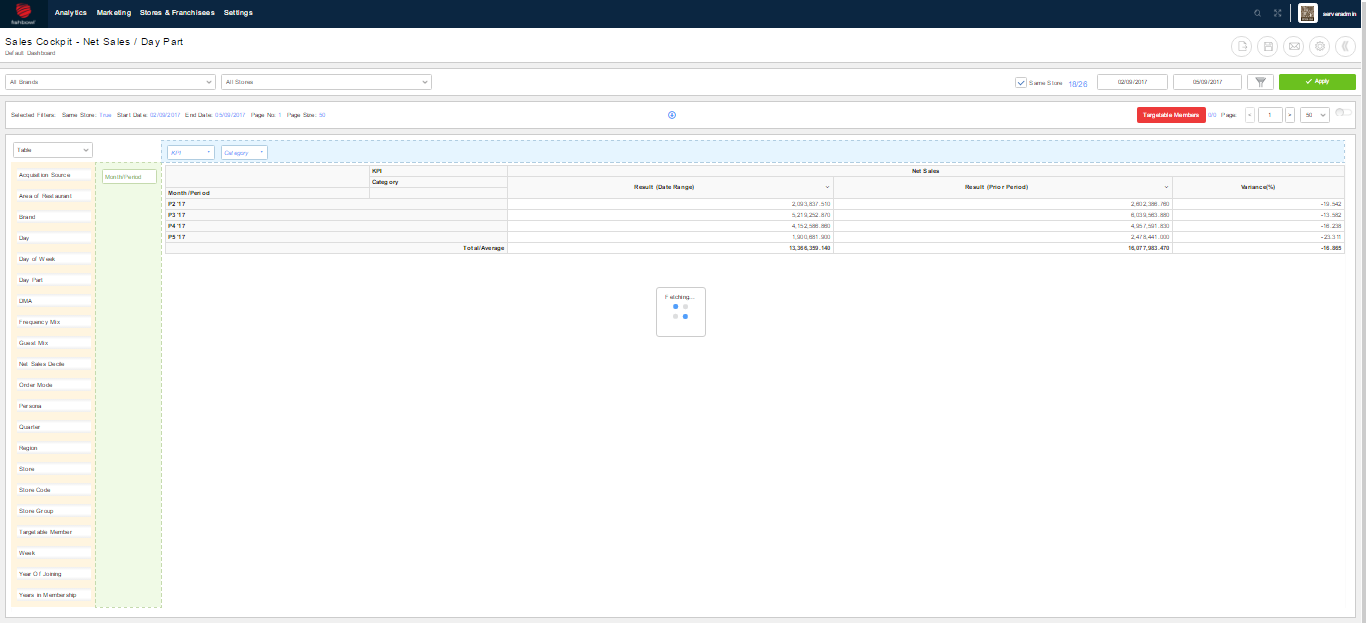 Analytics Marketing Stores & Franchisees Settings serveradmin
fishbowl
Sales Cockpit - Net Sales / Day Part
Default Dashboard
All Brands All Stores Same Store 18/26 02/09/2017 05/09/2017 Apply
Selected Filters: Same Store: True Start Date: 02/09/2017 End Date: 05/09/2017 Page No: 1 Page Size: 50 Targetable Members 0/0 Page: < 1 > 50
Table KPI Category
Acquisition Source Month/Period
Area of Restaurant
Brand
Day
Day of Week
Day Part
DMA
Frequency Mix
Guest Mix
Net Sales Decile
Order Mode
Persona
Quarter
Region
Store
Store Code
Store Group
Targetable Member
Week
Year Of Joining
Years in Membership
KPI Net Sales
Category Result (Date Range) Result (Prior Period) Variance(%)
Month/Period
P2 '17 2,093,837.510 2,602,386.760 -19.542
P3 '17 5,219,252.870 6,039,563.880 -13.582
P4 '17 4,152,586.860 4,957,591.830 -16.238
P5 '17 1,900,681.900 2,478,441.000 -23.311
Total/Average 13,366,359.140 16,077,983.470 -16.865
Fetching...